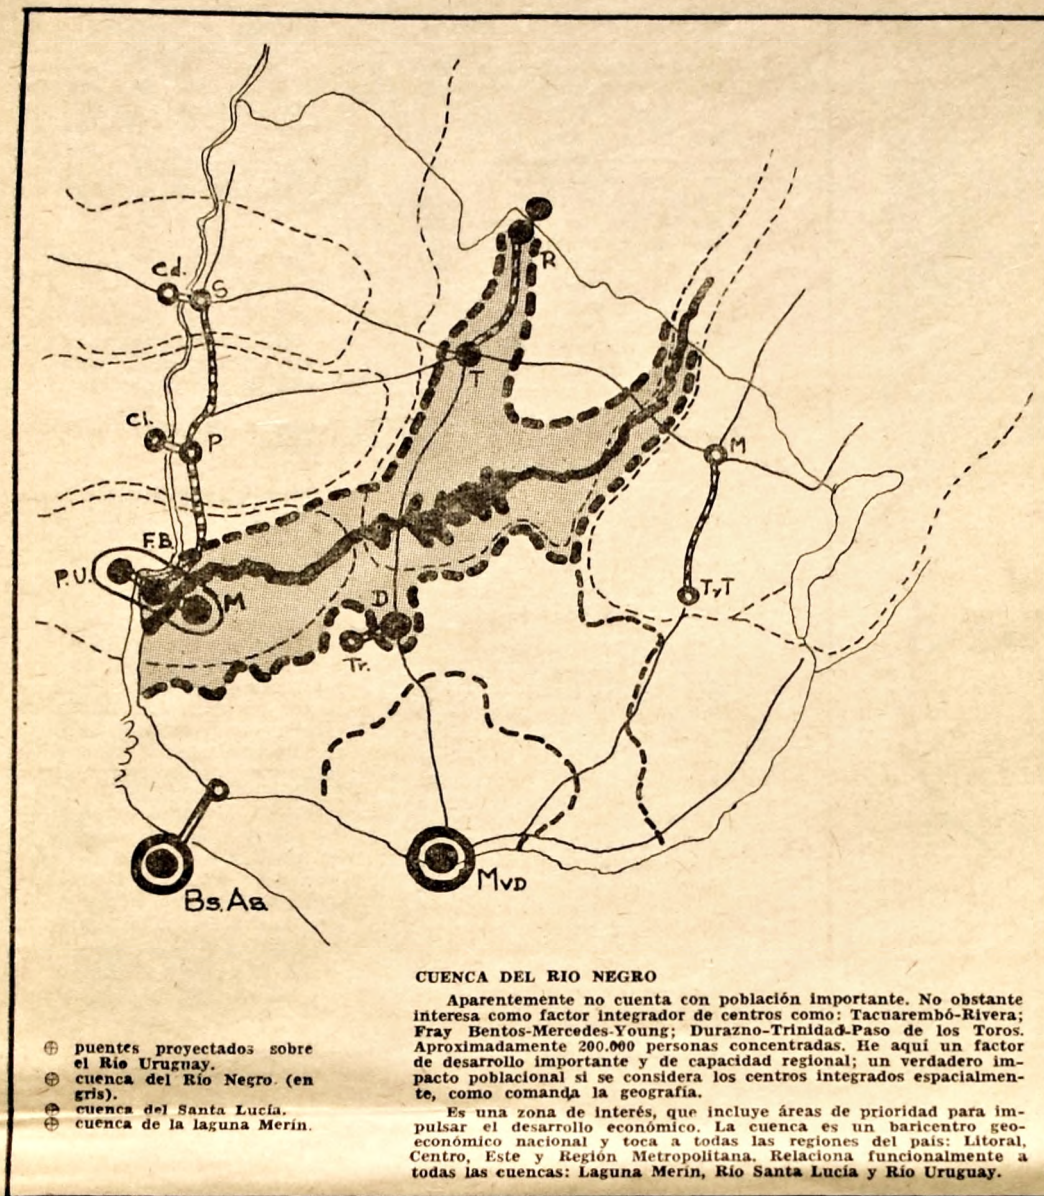 R
Cd.
S
T
Ci.
P
M
F.B.
P.U.
M
D
Tr.
TyT
Bs.As
MVD
CUENCA DEL RIO NEGRO
Aparentemente no cuenta con población importante. No obstante
interesa como factor integrador de centros como: Tacuarembó-Rivera;
Fray Bentos-Mercedes-Young; Durazno-Trinidad-Paso de los Toros.
Aproximadamente 200.000 personas concentradas. He aquí un factor
de desarrollo importante y de capacidad regional; un verdadero im-
pacto poblacional si se considera los centros integrados espacialmen-
te, como comanda la geografía.
Es una zona de interés, que incluye áreas de prioridad para im-
pulsar el desarrollo económico. La cuenca es un baricentro geo-
económico nacional y toca a todas las regiones del país: Litoral,
Centro, Este y Región Metropolitana. Relaciona funcionalmente a
todas las cuencas: Laguna Merín, Río Santa Lucía y Río Uruguay.
puentes proyectados sobre
el Río Uruguay.
cuenca del Río Negro (en
gris).
cuenca del Santa Lucía.
cuenca de la laguna Merín.